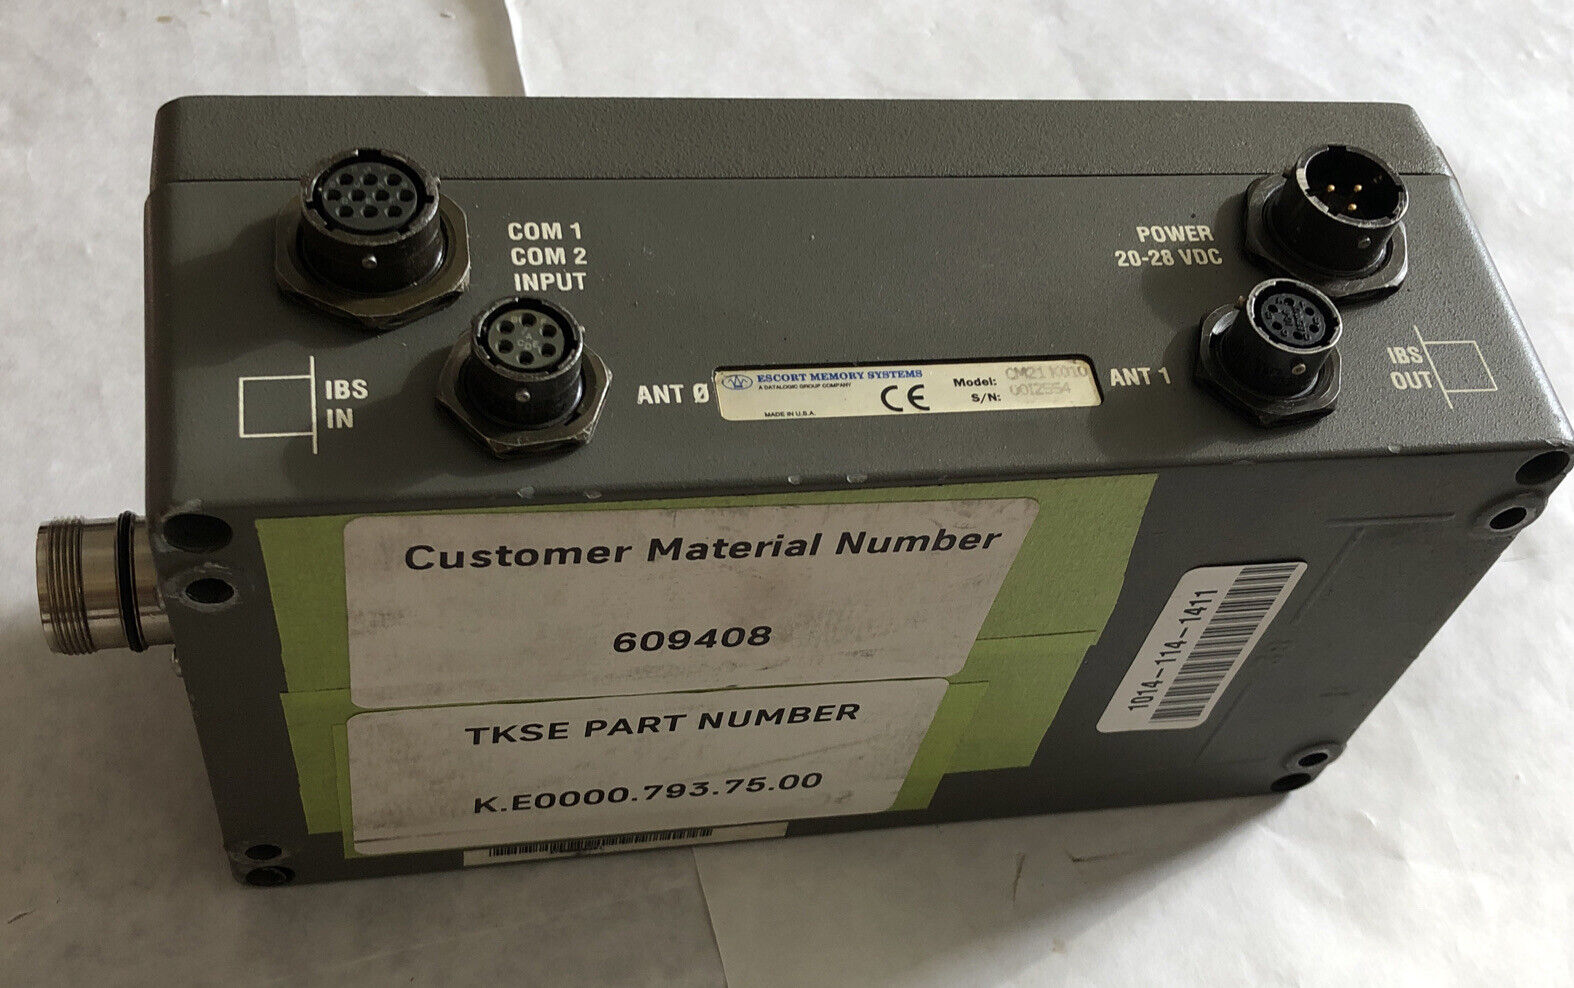 COM 1
COM 2
INPUT
POWER
20-28 VDC
IBS
IN
ANT Ø
ESCORT MEMORY SYSTEMS
A DATALOGIC GROUP COMPANY
MADE IN U.S.A.
CE
Model:
S/N:
ANT 1
IBS
OUT
Customer Material Number
609408
TKSE PART NUMBER
K.E0000.793.75.00
1014-114-1411